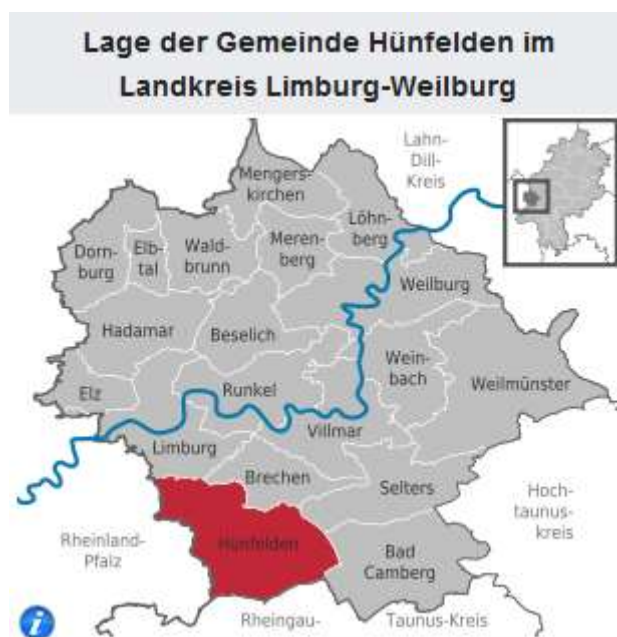 Lage der Gemeinde Hünfelden im
Landkreis Limburg-Weilburg
Lahn-
Dill-
Kreis
Mengers-
kirchen
Löhn-
berg
Meren-
berg
Wald-
brunn
Elb-
tal
Dorn-
burg
Weilburg
Hadamar
Beselich
Wein-
bach
Weilmünster
Elz
Runkel
Villmar
Limburg
Brechen
Selters
Hoch-
taunus-
kreis
Rheinland-
Pfalz
Hünfelden
Bad
Camberg
Rheingau-
Taunus-Kreis
i